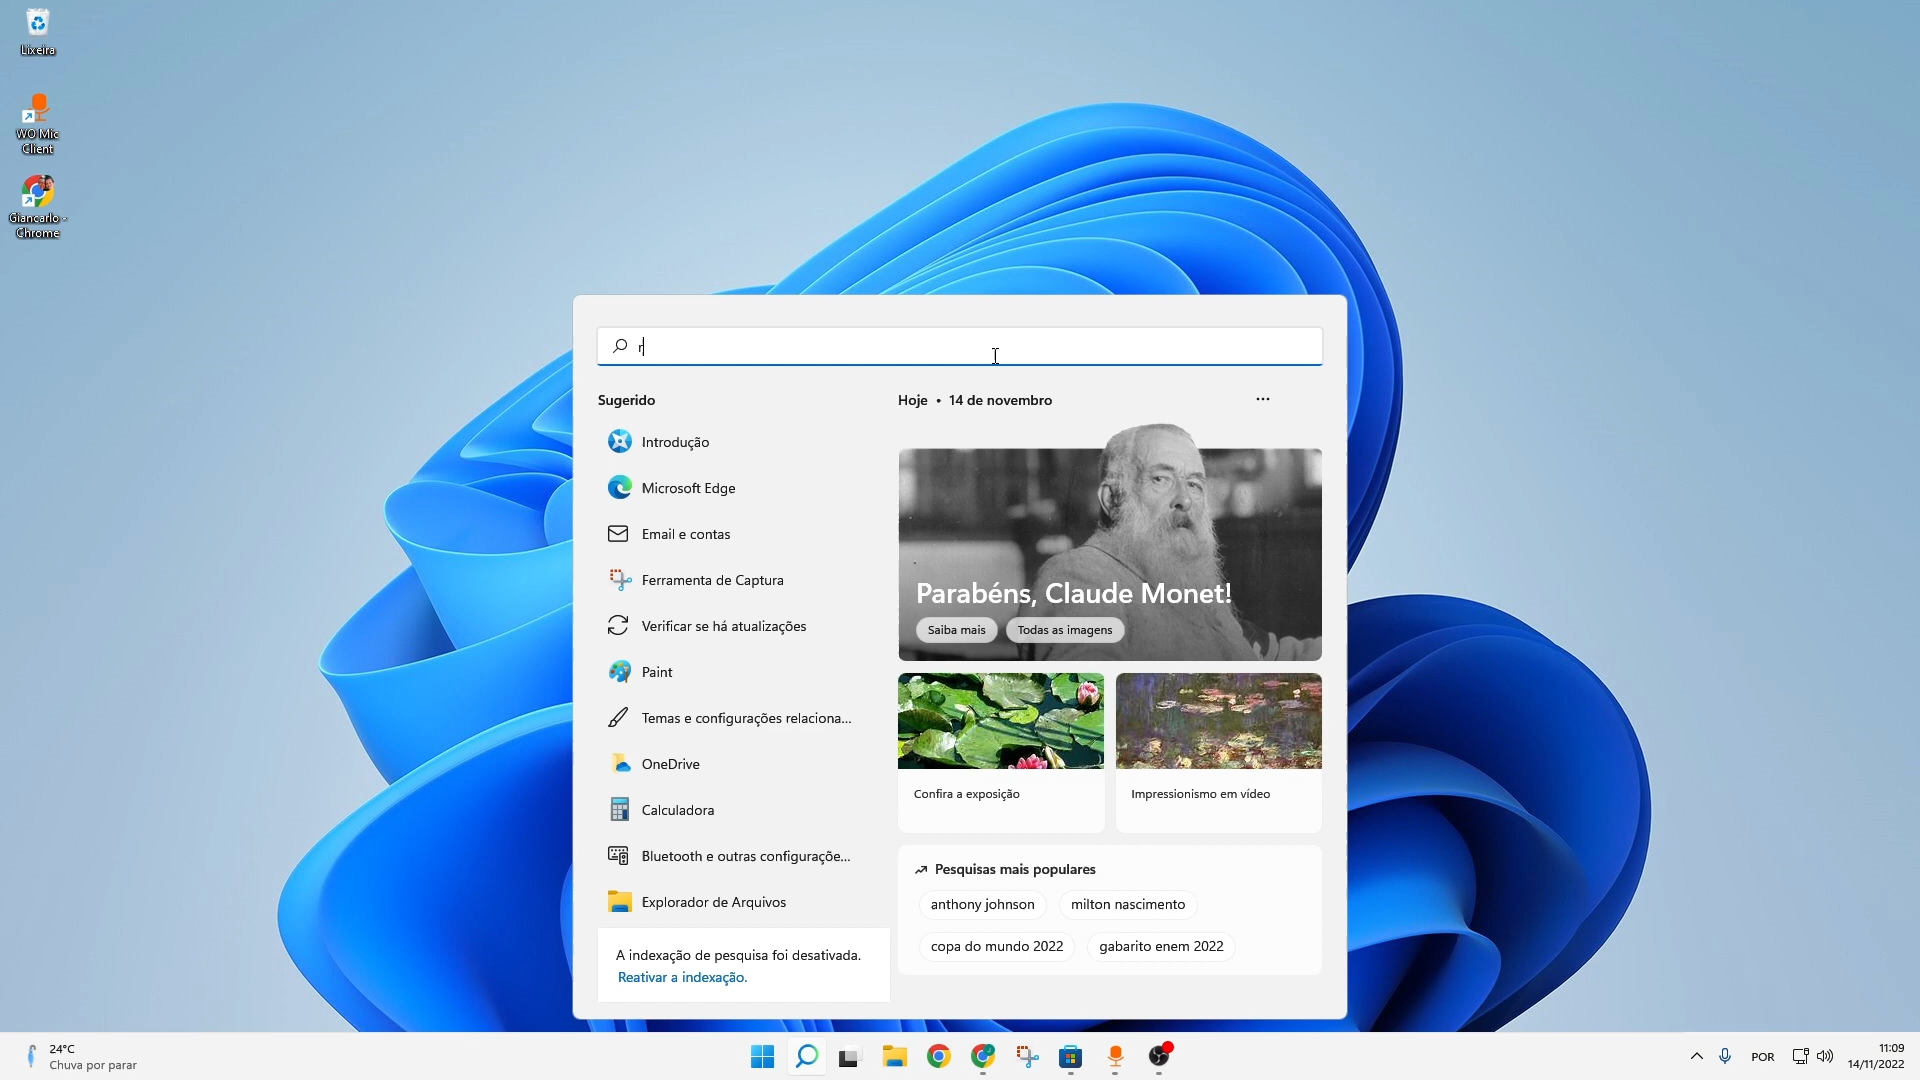 Lixeira
WO Mic
Client
Giancarlo -
Chrome
r
Sugerido
Introdução
Microsoft Edge
Email e contas
Ferramenta de Captura
Verificar se há atualizações
Paint
Temas e configurações relaciona...
OneDrive
Calculadora
Bluetooth e outras configuraçõe...
Explorador de Arquivos
A indexação de pesquisa foi desativada.
Reativar a indexação.
Hoje • 14 de novembro
Parabéns, Claude Monet!
Saiba mais
Todas as imagens
Confira a exposição
Impressionismo em vídeo
Pesquisas mais populares
anthony johnson
milton nascimento
copa do mundo 2022
gabarito enem 2022
24°C
Chuva por parar
POR
11:09
14/11/2022